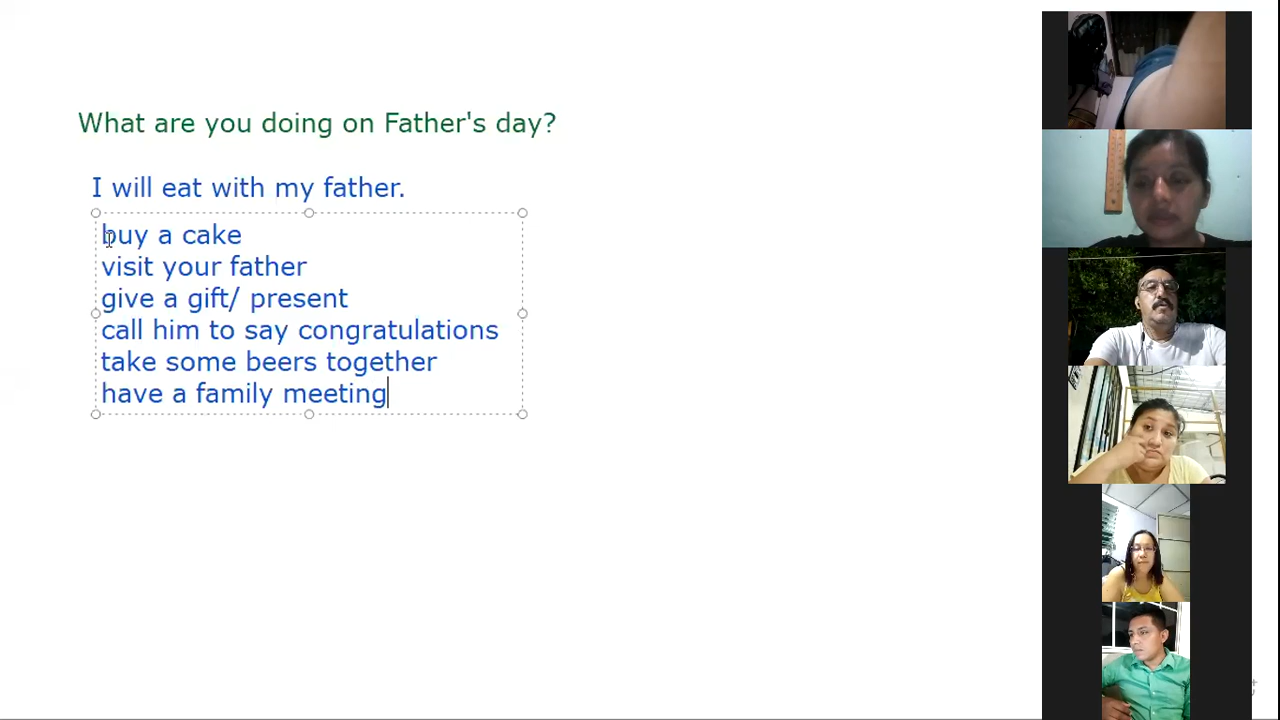 What are you doing on Father's day?
I will eat with my father.
buy a cake
visit your father
give a gift/ present
call him to say congratulations
take some beers together
have a family meeting